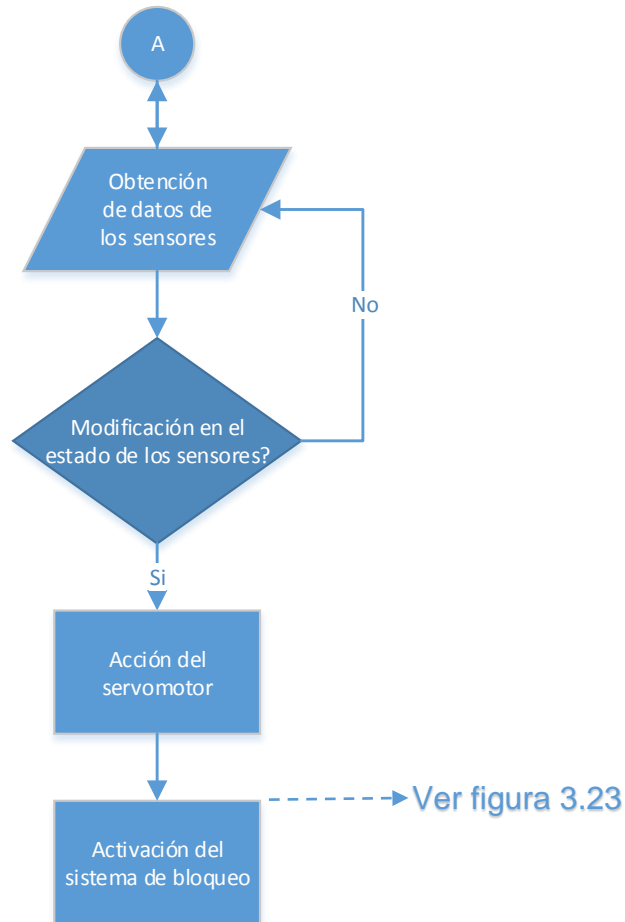 A
Obtención
de datos de
los sensores
No
Modificación en el
estado de los sensores?
Si
Acción del
servomotor
Ver figura 3.23
Activación del
sistema de bloqueo